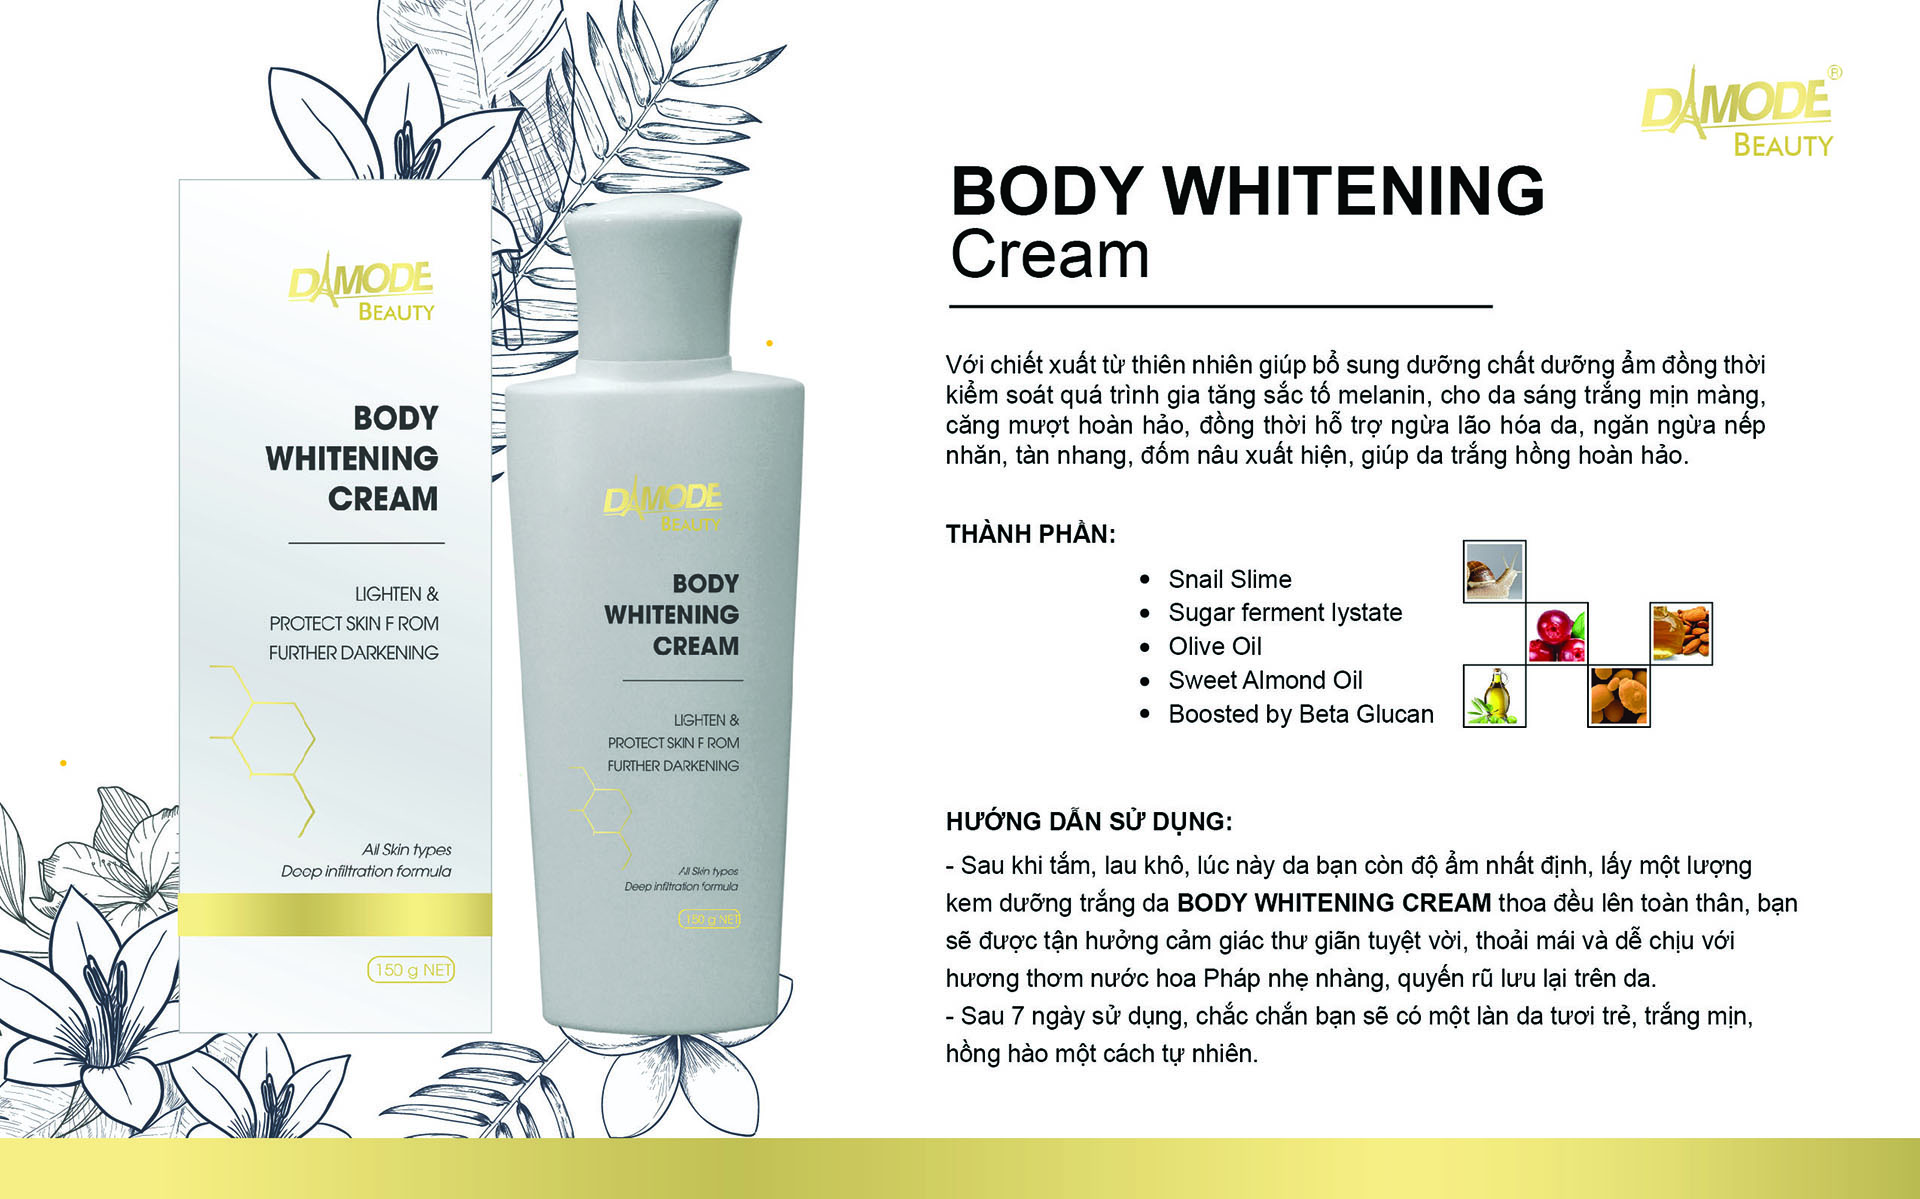 DAMODE
BEAUTY
BODY
WHITENING
CREAM
LIGHTEN &
PROTECT SKIN F ROM
FURTHER DARKENING
All Skin types
Deep infiltration formula
150 g NET
DAMODE
BEAUTY
BODY
WHITENING
CREAM
LIGHTEN &
PROTECT SKIN F ROM
FURTHER DARKENING
All Skin types
Deep infiltration formula
150 g NET
DAMODE®
BEAUTY
BODY WHITENING
Cream
Với chiết xuất từ thiên nhiên giúp bổ sung dưỡng chất dưỡng ẩm đồng thời
kiểm soát quá trình gia tăng sắc tố melanin, cho da sáng trắng mịn màng,
căng mượt hoàn hảo, đồng thời hỗ trợ ngừa lão hóa da, ngăn ngừa nếp
nhăn, tàn nhang, đốm nâu xuất hiện, giúp da trắng hồng hoàn hảo.
THÀNH PHẦN:
• Snail Slime
• Sugar ferment lystate
• Olive Oil
• Sweet Almond Oil
• Boosted by Beta Glucan
HƯỚNG DẪN SỬ DỤNG:
- Sau khi tắm, lau khô, lúc này da bạn còn độ ẩm nhất định, lấy một lượng
kem dưỡng trắng da BODY WHITENING CREAM thoa đều lên toàn thân, bạn
sẽ được tận hưởng cảm giác thư giãn tuyệt vời, thoải mái và dễ chịu với
hương thơm nước hoa Pháp nhẹ nhàng, quyến rũ lưu lại trên da.
- Sau 7 ngày sử dụng, chắc chắn bạn sẽ có một làn da tươi trẻ, trắng mịn,
hồng hào một cách tự nhiên.